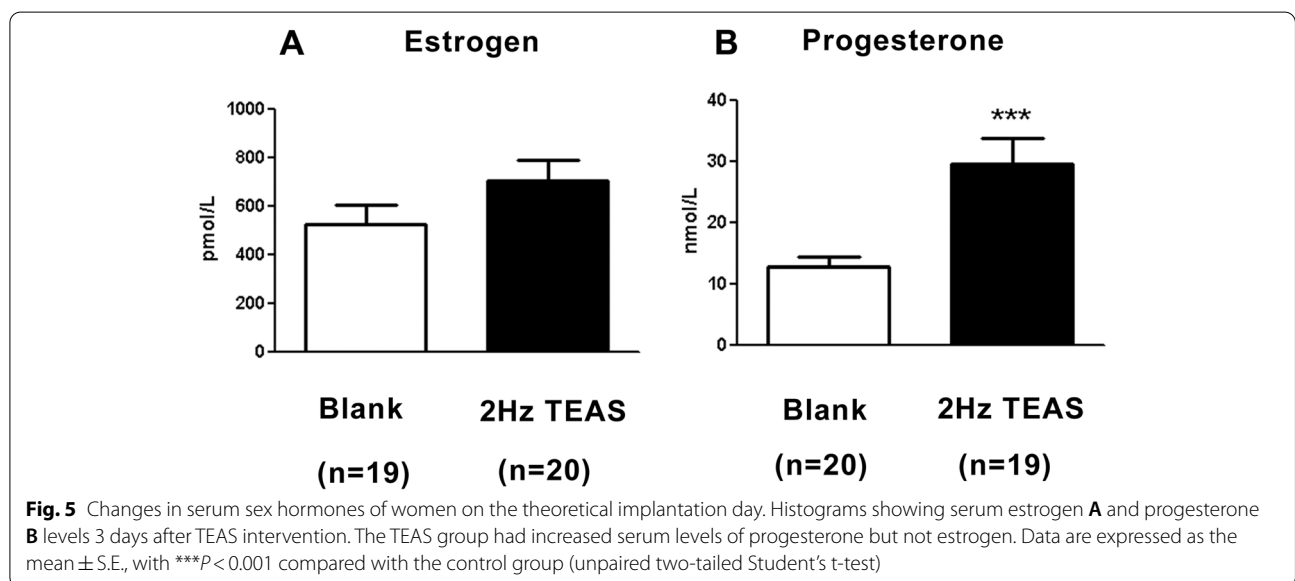 A Estrogen
pmol/L
1000
800
600
400
200
0
Blank 2Hz TEAS
(n=19) (n=20)
B Progesterone
nmol/L
40
30
20
10
0
***
Blank 2Hz TEAS
(n=20) (n=19)
Fig. 5 Changes in serum sex hormones of women on the theoretical implantation day. Histograms showing serum estrogen A and progesterone
B levels 3 days after TEAS intervention. The TEAS group had increased serum levels of progesterone but not estrogen. Data are expressed as the
mean ± S.E., with ***P < 0.001 compared with the control group (unpaired two-tailed Student's t-test)